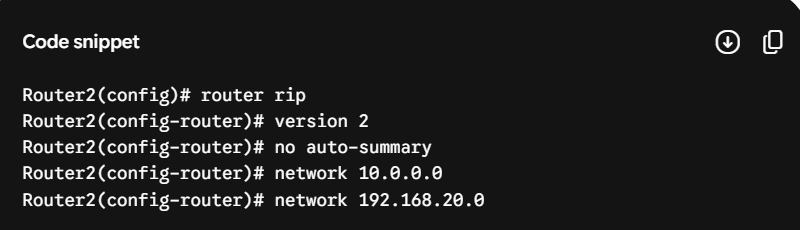 Code snippet
Router2(config)# router rip
Router2(config-router)# version 2
Router2(config-router)# no auto-summary
Router2(config-router)# network 10.0.0.0
Router2(config-router)# network 192.168.20.0